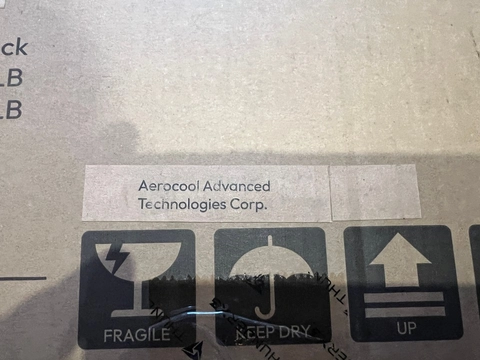 ck
LB
LB
Aerocool Advanced
Technologies Corp.
FRAGILE
KEEP DRY
UP